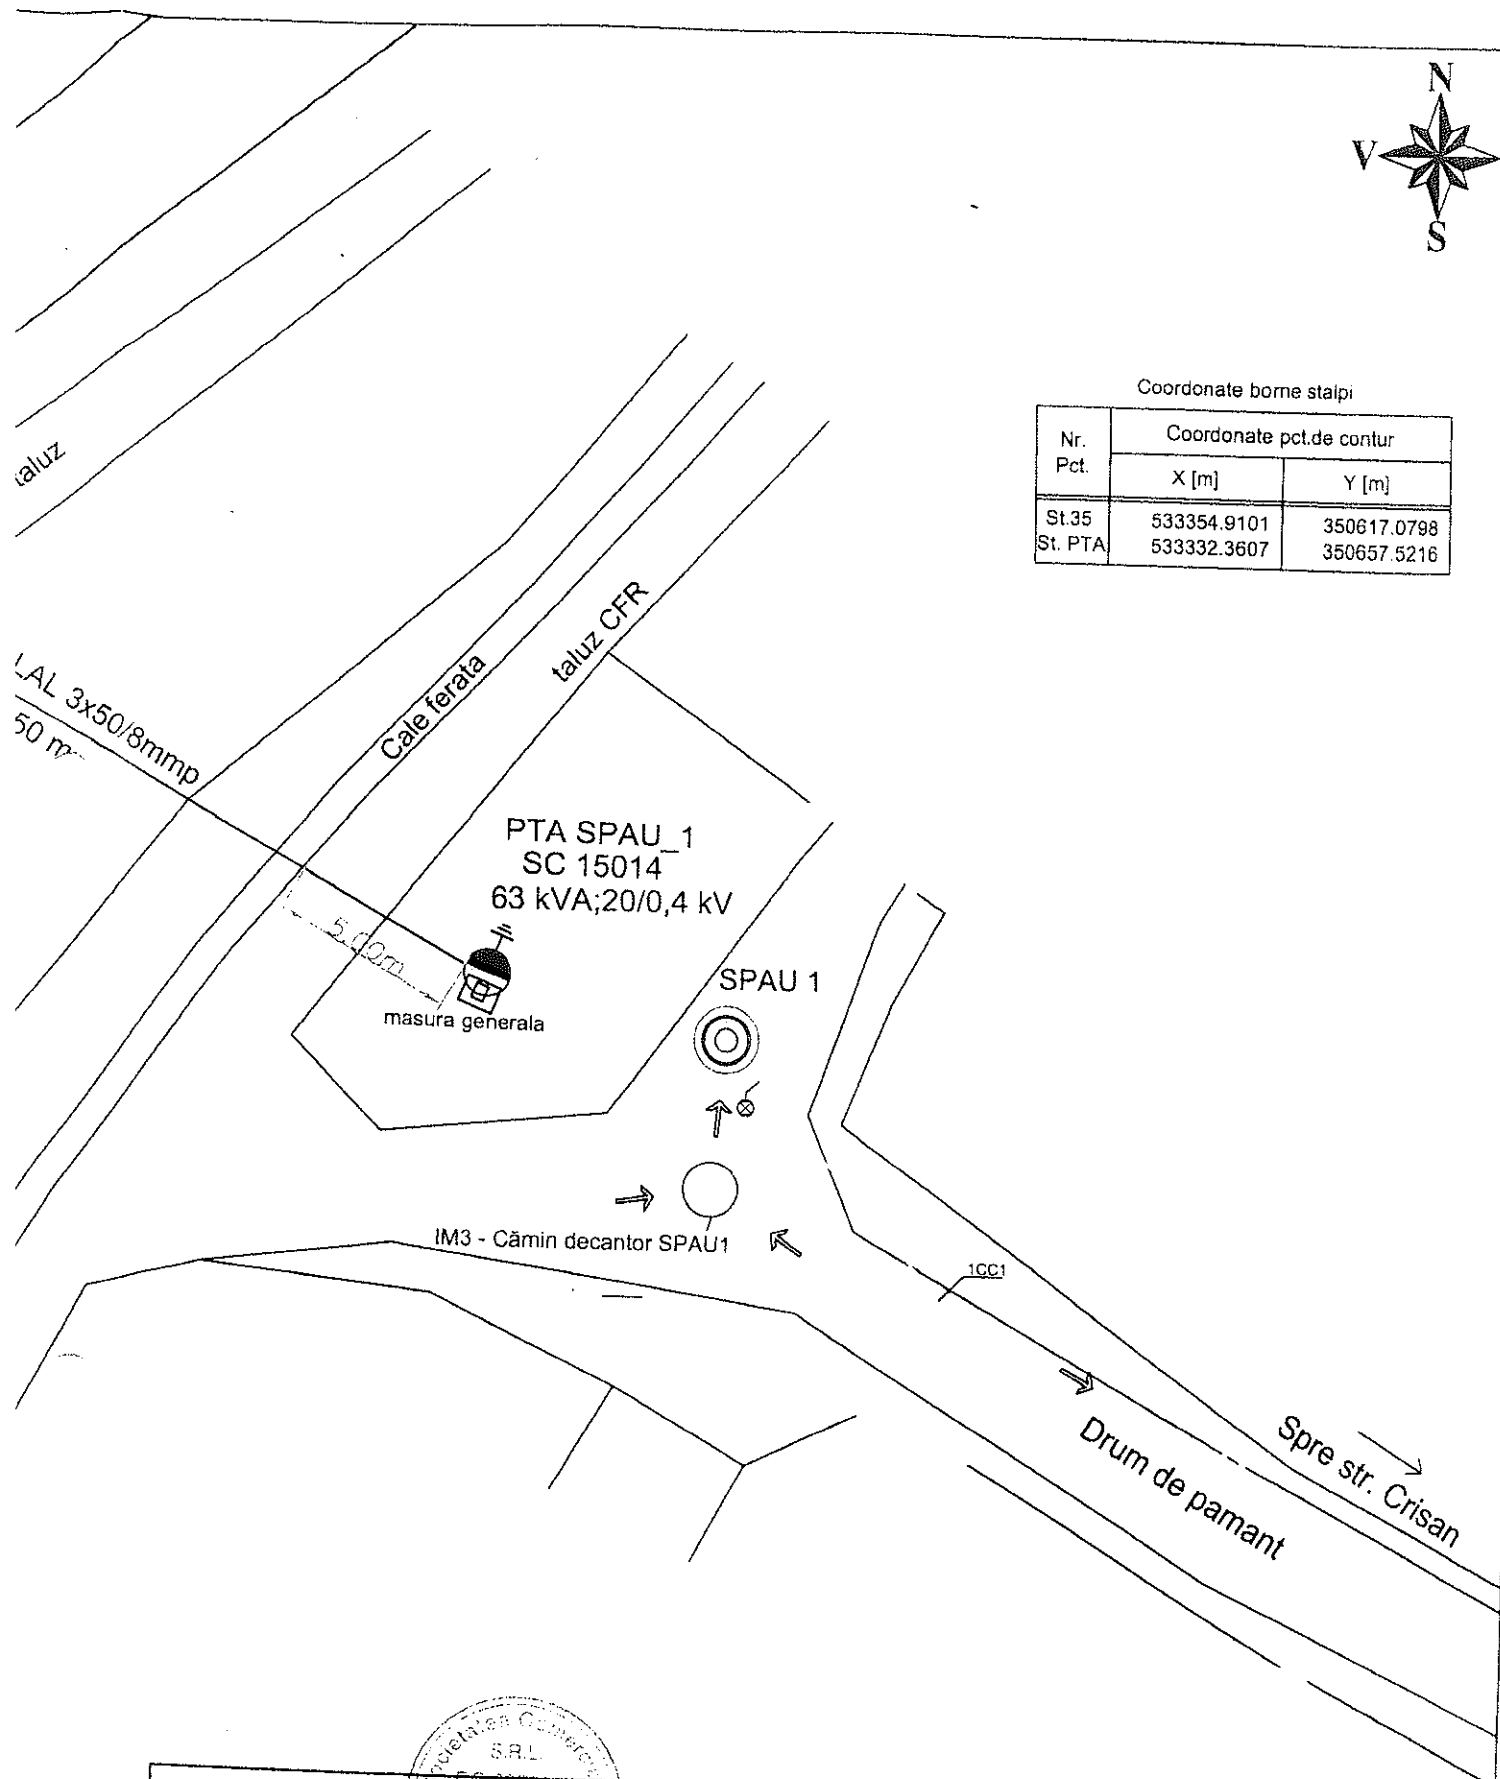 N
V
S
Coordonate borne stalpi
Nr. Pct.
Coordonate pct.de contur
X [m]
Y [m]
St.35 533354.9101 350617.0798
St. PTA 533332.3607 350657.5216
taluz
LAL 3x50/8mmp
50 m
Cale ferata
taluz CFR
PTA SPAU_1
SC 15014
63 kVA;20/0,4 kV
5.00m
masura generala
SPAU 1
IM3 - Cămin decantor SPAU1
1CC1
Drum de pamant
Spre str. Crisan
S.R.L.